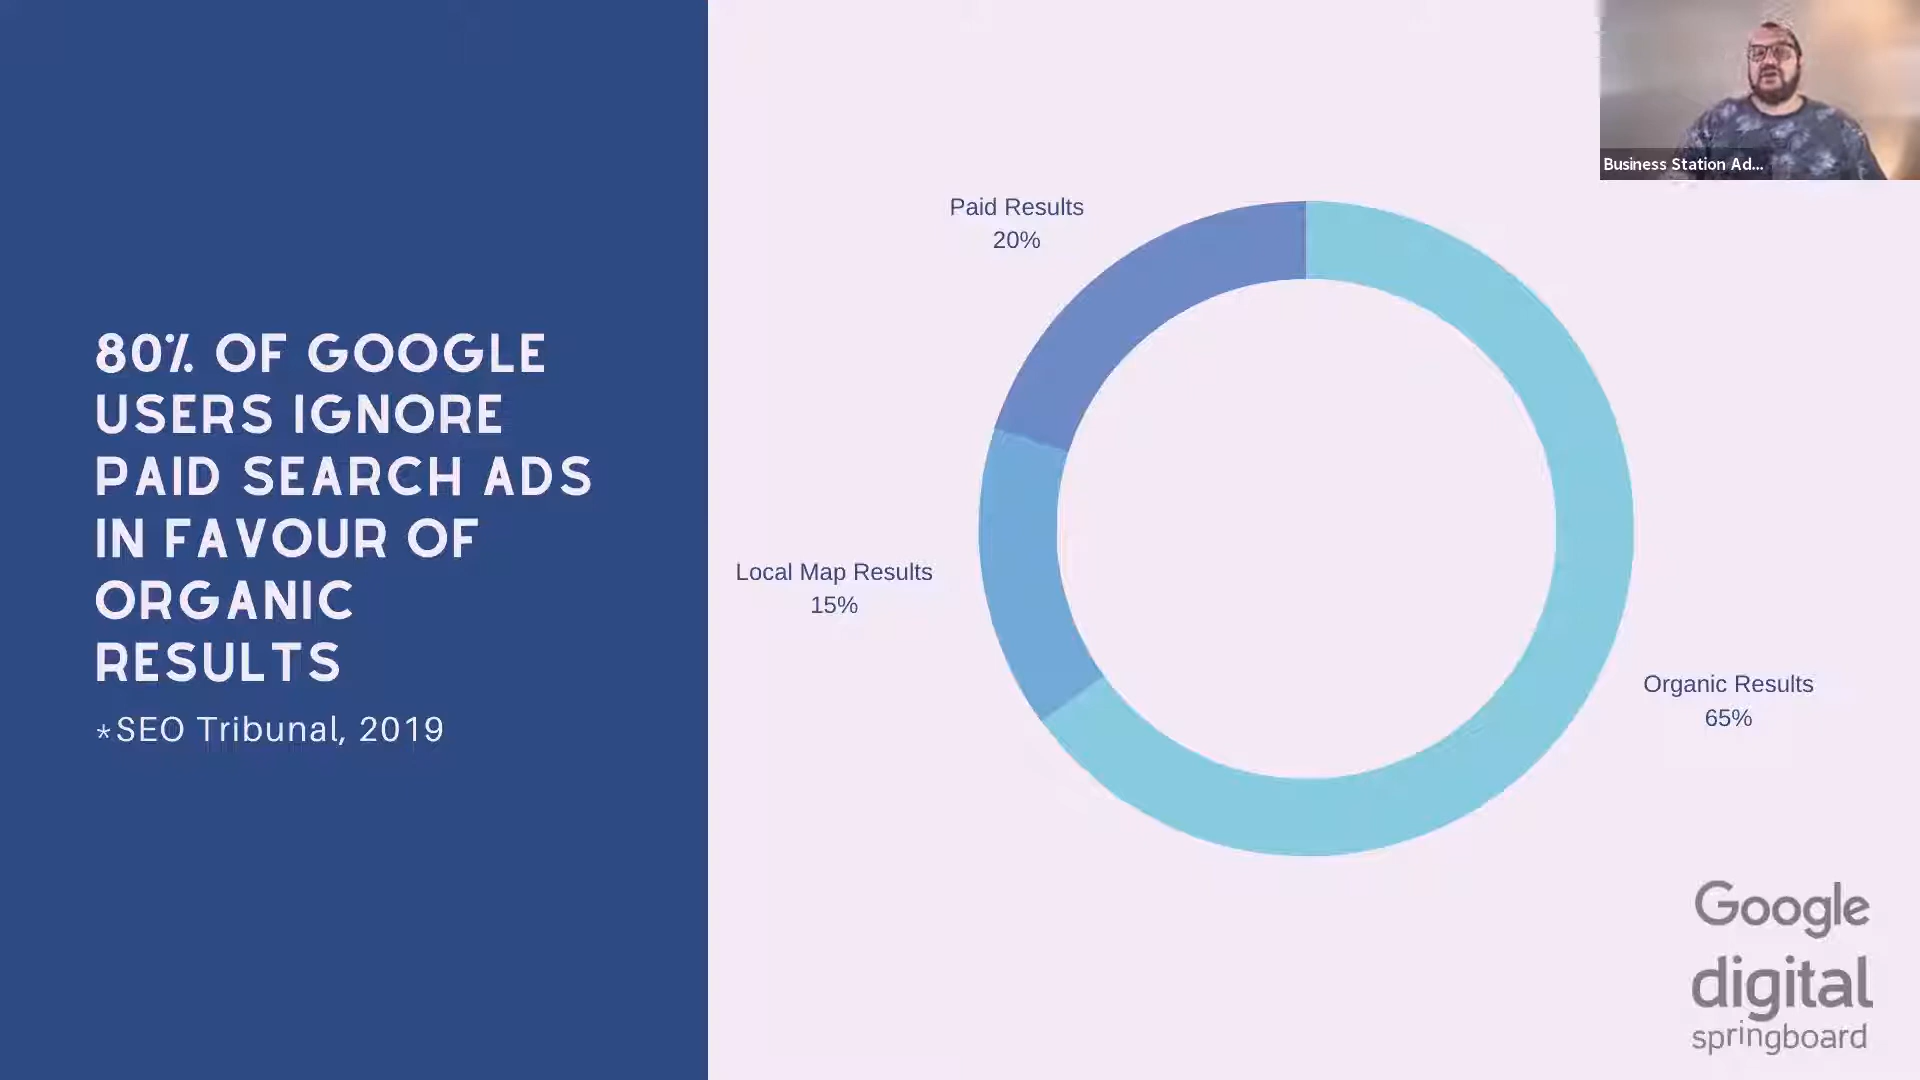 80% OF GOOGLE
USERS IGNORE
PAID SEARCH ADS
IN FAVOUR OF
ORGANIC
RESULTS
*SEO Tribunal, 2019
Paid Results
20%
Local Map Results
15%
Organic Results
65%
Business Station Ad...
Google
digital
springboard